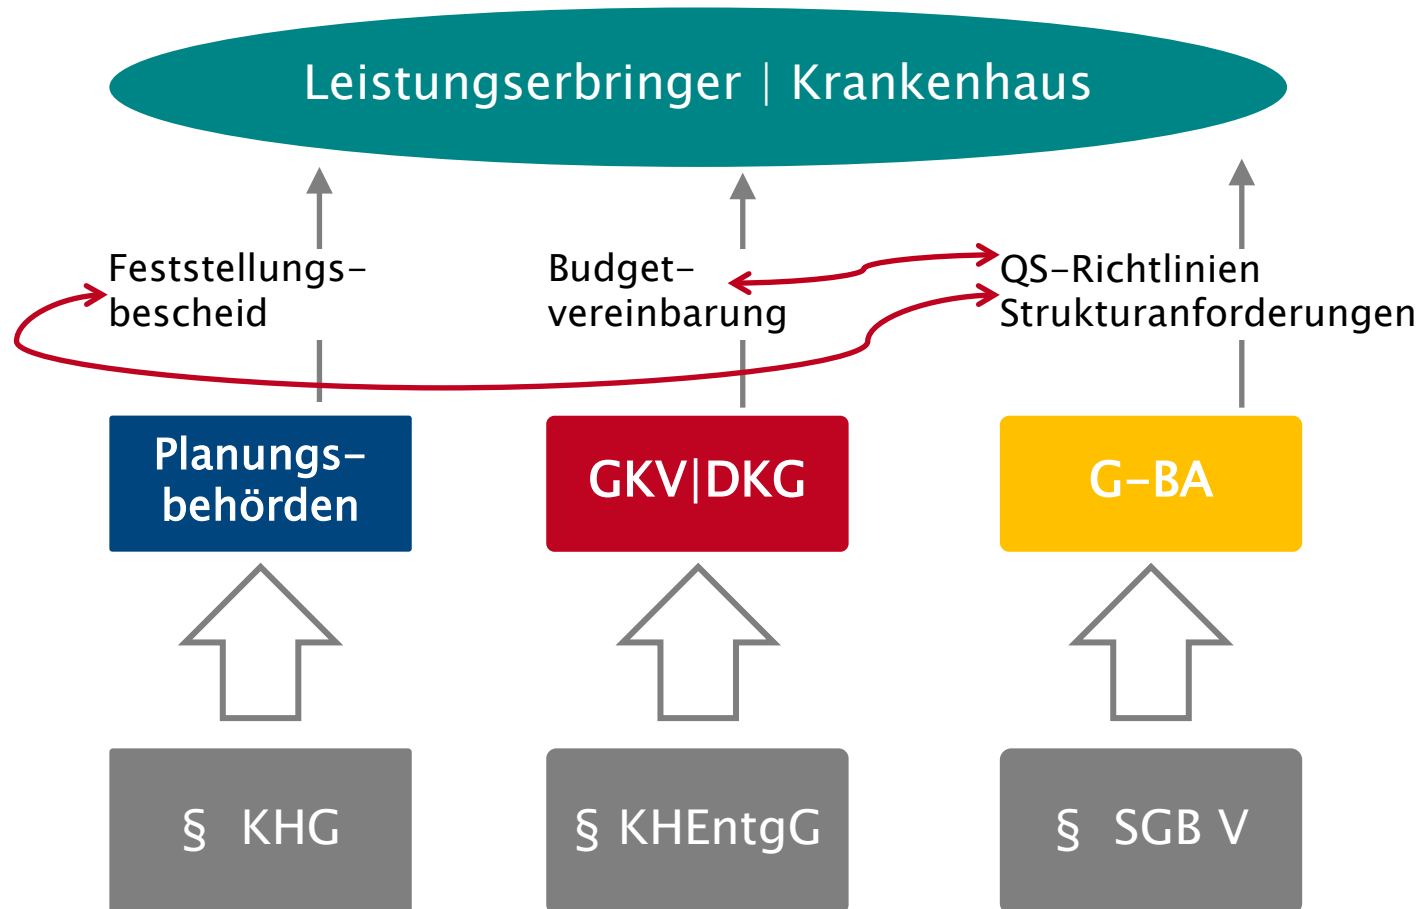 Leistungserbringer | Krankenhaus
Feststellungs-
bescheid
Budget-
vereinbarung
QS-Richtlinien
Strukturanforderungen
Planungs-
behörden
GKV|DKG
G-BA
§ KHG
§ KHEntgG
§ SGB V